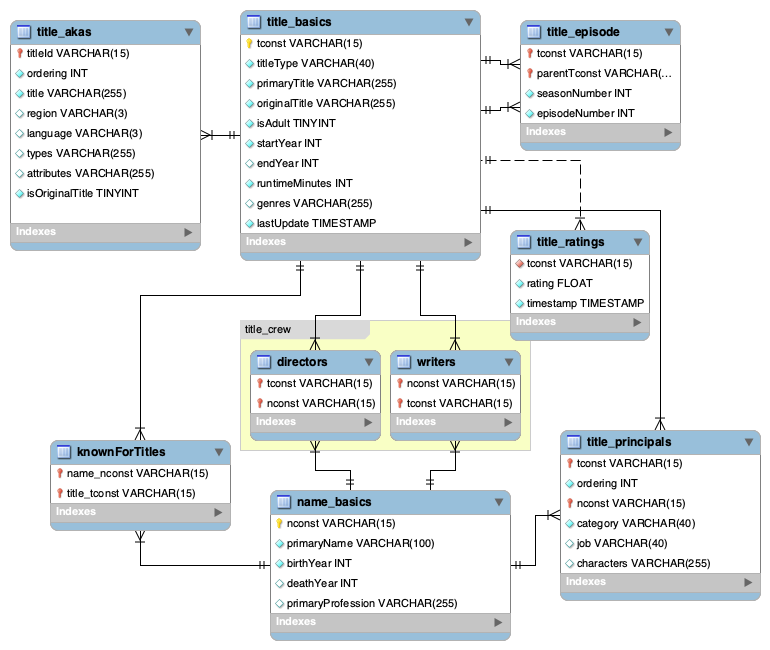 title_akas
titleId VARCHAR(15)
ordering INT
title VARCHAR(255)
region VARCHAR(3)
language VARCHAR(3)
types VARCHAR(255)
attributes VARCHAR(255)
isOriginalTitle TINYINT
Indexes
title_basics
tconst VARCHAR(15)
titleType VARCHAR(40)
primaryTitle VARCHAR(255)
originalTitle VARCHAR(255)
isAdult TINYINT
startYear INT
endYear INT
runtimeMinutes INT
genres VARCHAR(255)
lastUpdate TIMESTAMP
Indexes
title_episode
tconst VARCHAR(15)
parentTconst VARCHAR(...
seasonNumber INT
episodeNumber INT
Indexes
title_ratings
tconst VARCHAR(15)
rating FLOAT
timestamp TIMESTAMP
Indexes
title_crew
directors
tconst VARCHAR(15)
nconst VARCHAR(15)
Indexes
writers
nconst VARCHAR(15)
tconst VARCHAR(15)
Indexes
knownForTitles
name_nconst VARCHAR(15)
title_tconst VARCHAR(15)
Indexes
name_basics
nconst VARCHAR(15)
primaryName VARCHAR(100)
birthYear INT
deathYear INT
primaryProfession VARCHAR(255)
Indexes
title_principals
tconst VARCHAR(15)
ordering INT
nconst VARCHAR(15)
category VARCHAR(40)
job VARCHAR(40)
characters VARCHAR(255)
Indexes